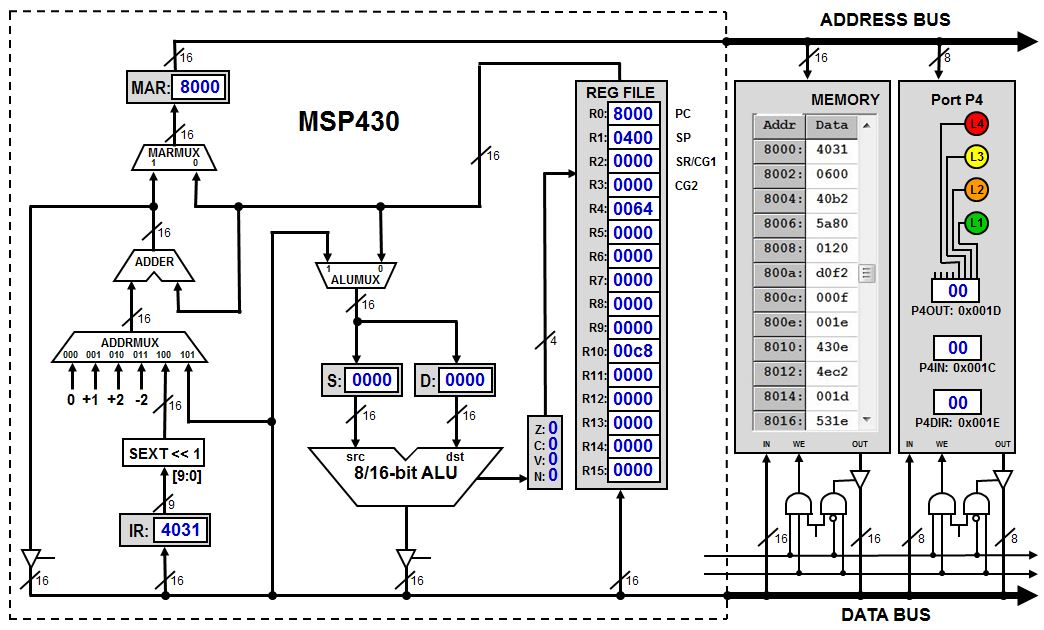 ADDRESS BUS
16
16
8
MAR: 8000
MSP430
REG FILE
R0: 8000 PC
R1: 0400 SP
R2: 0000 SR/CG1
R3: 0000 CG2
R4: 0064
R5: 0000
R6: 0000
R7: 0000
R8: 0000
R9: 0000
R10: 00c8
R11: 0000
R12: 0000
R13: 0000
R14: 0000
R15: 0000
MEMORY
Addr Data
8000: 4031
8002: 0600
8004: 40b2
8006: 5a80
8008: 0120
800a: d0f2
800c: 000f
800e: 001e
8010: 430e
8012: 4ec2
8014: 001d
8016: 531e
IN WE OUT
Port P4
L4
L3
L2
L1
00
P4OUT: 0x001D
00
P4IN: 0x001C
00
P4DIR: 0x001E
IN WE OUT
16
MARMUX
1 0
16
16
ADDER
1 0
ALUMUX
16
16
ADDRMUX
000 001 010 011 100 101
0 +1 +2 -2
16
S: 0000
D: 0000
4
16
16
Z: 0
C: 0
V: 0
N: 0
src dst
8/16-bit ALU
SEXT << 1
[9:0]
9
IR: 4031
16
16
16
16
16
16
8
8
DATA BUS